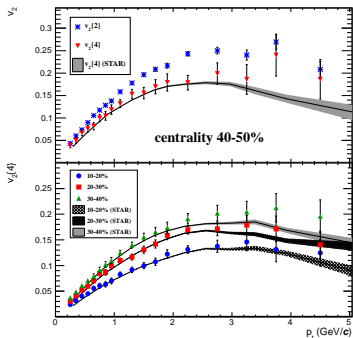 v₂
0.3
0.25
0.2
0.15
0.1
0.05
v₂{2}
v₂{4}
v₂{4} (STAR)
centrality 40-50%
v₂{4}
0.2
0.15
0.1
0.05
0
10-20%
20-30%
30-40%
10-20% (STAR)
20-30% (STAR)
30-40% (STAR)
0 1 2 3 4 5
pₜ (GeV/c)